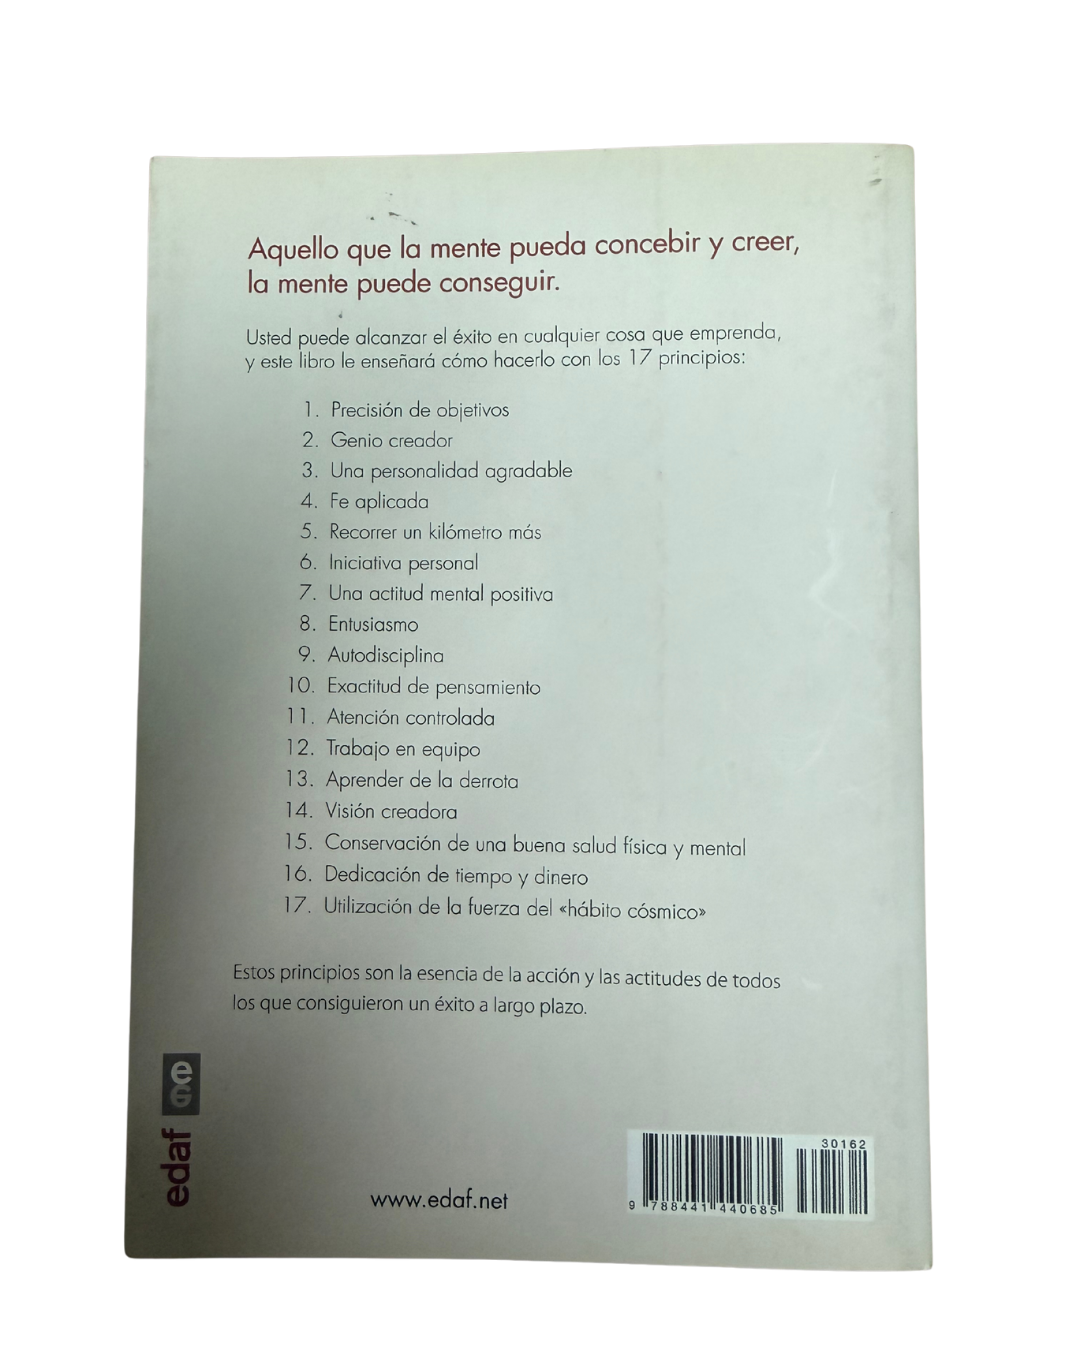 Aquello que la mente pueda concebir y creer,
la mente puede conseguir.
Usted puede alcanzar el éxito en cualquier cosa que emprenda,
y este libro le enseñará cómo hacerlo con los 17 principios:
1. Precisión de objetivos
2. Genio creador
3. Una personalidad agradable
4. Fe aplicada
5. Recorrer un kilómetro más
6. Iniciativa personal
7. Una actitud mental positiva
8. Entusiasmo
9. Autodisciplina
10. Exactitud de pensamiento
11. Atención controlada
12. Trabajo en equipo
13. Aprender de la derrota
14. Visión creadora
15. Conservación de una buena salud física y mental
16. Dedicación de tiempo y dinero
17. Utilización de la fuerza del «hábito cósmico»
Estos principios son la esencia de la acción y las actitudes de todos
los que consiguieron un éxito a largo plazo.
e
edaf
www.edaf.net
30162
9 788441 440685